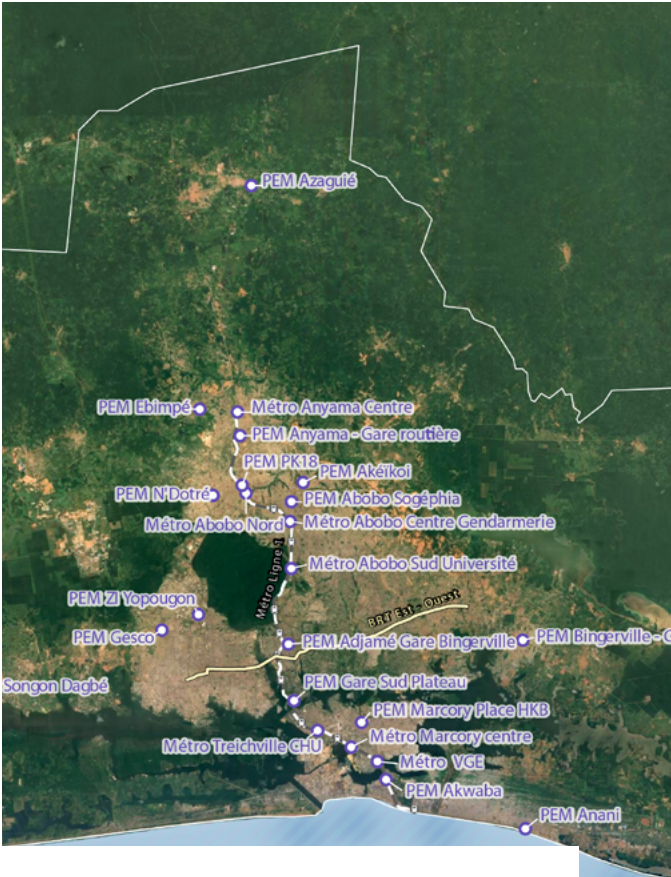 PEM Azaguié
PEM Ebimpé
Métro Anyama Centre
PEM Anyama - Gare routière
PEM PK18
PEM Akéïkoi
PEM N'Dotré
PEM Abobo Sogéphia
Métro Abobo Nord
Métro Abobo Centre Gendarmerie
Métro Abobo Sud Université
Métro Ligne 1
PEM ZI Yopougon
BRT Est - Ouest
PEM Gesco
PEM Adjamé Gare Bingerville
PEM Bingerville - C
Songon Dagbé
PEM Gare Sud Plateau
PEM Marcory Place HKB
Métro Treichville CHU
Métro Marcory centre
Métro VGE
PEM Akwaba
PEM Anani